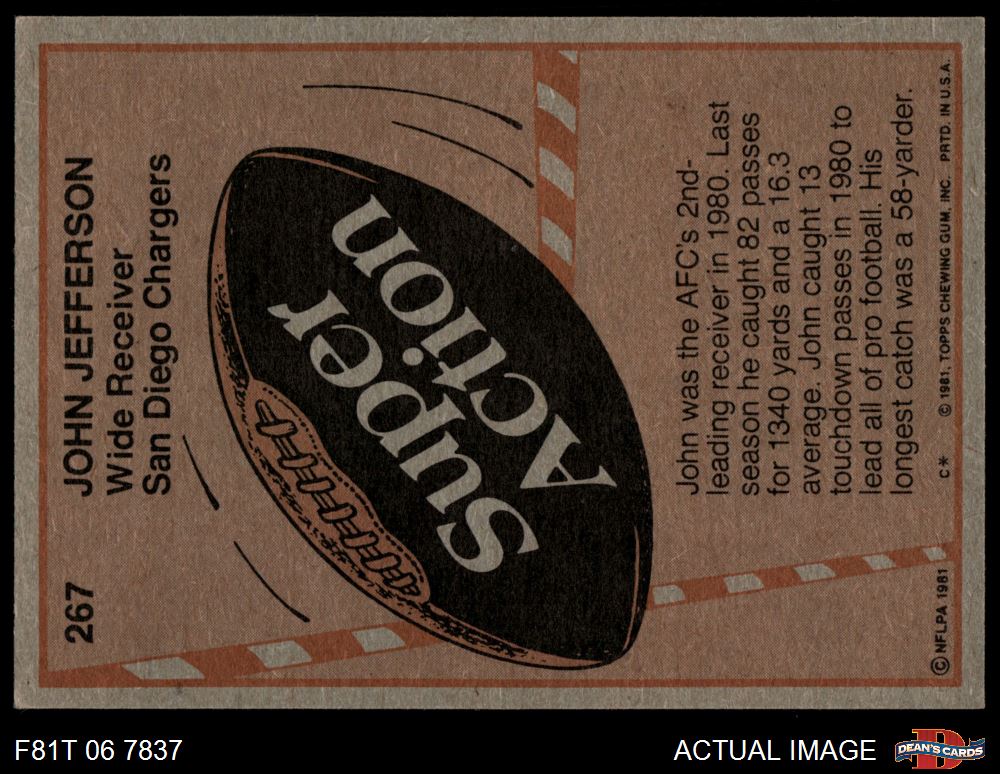 267
JOHN JEFFERSON
Wide Receiver
San Diego Chargers
Super
Action
John was the AFC's 2nd-
leading receiver in 1980. Last
season he caught 82 passes
for 1340 yards and a 16.3
average. John caught 13
touchdown passes in 1980 to
lead all of pro football. His
longest catch was a 58-yarder.
© NFLPA 1981 C* © 1981, TOPPS CHEWING GUM, INC. PRTD. IN U.S.A.
F81T 06 7837
ACTUAL IMAGE
D
DEAN'S CARDS